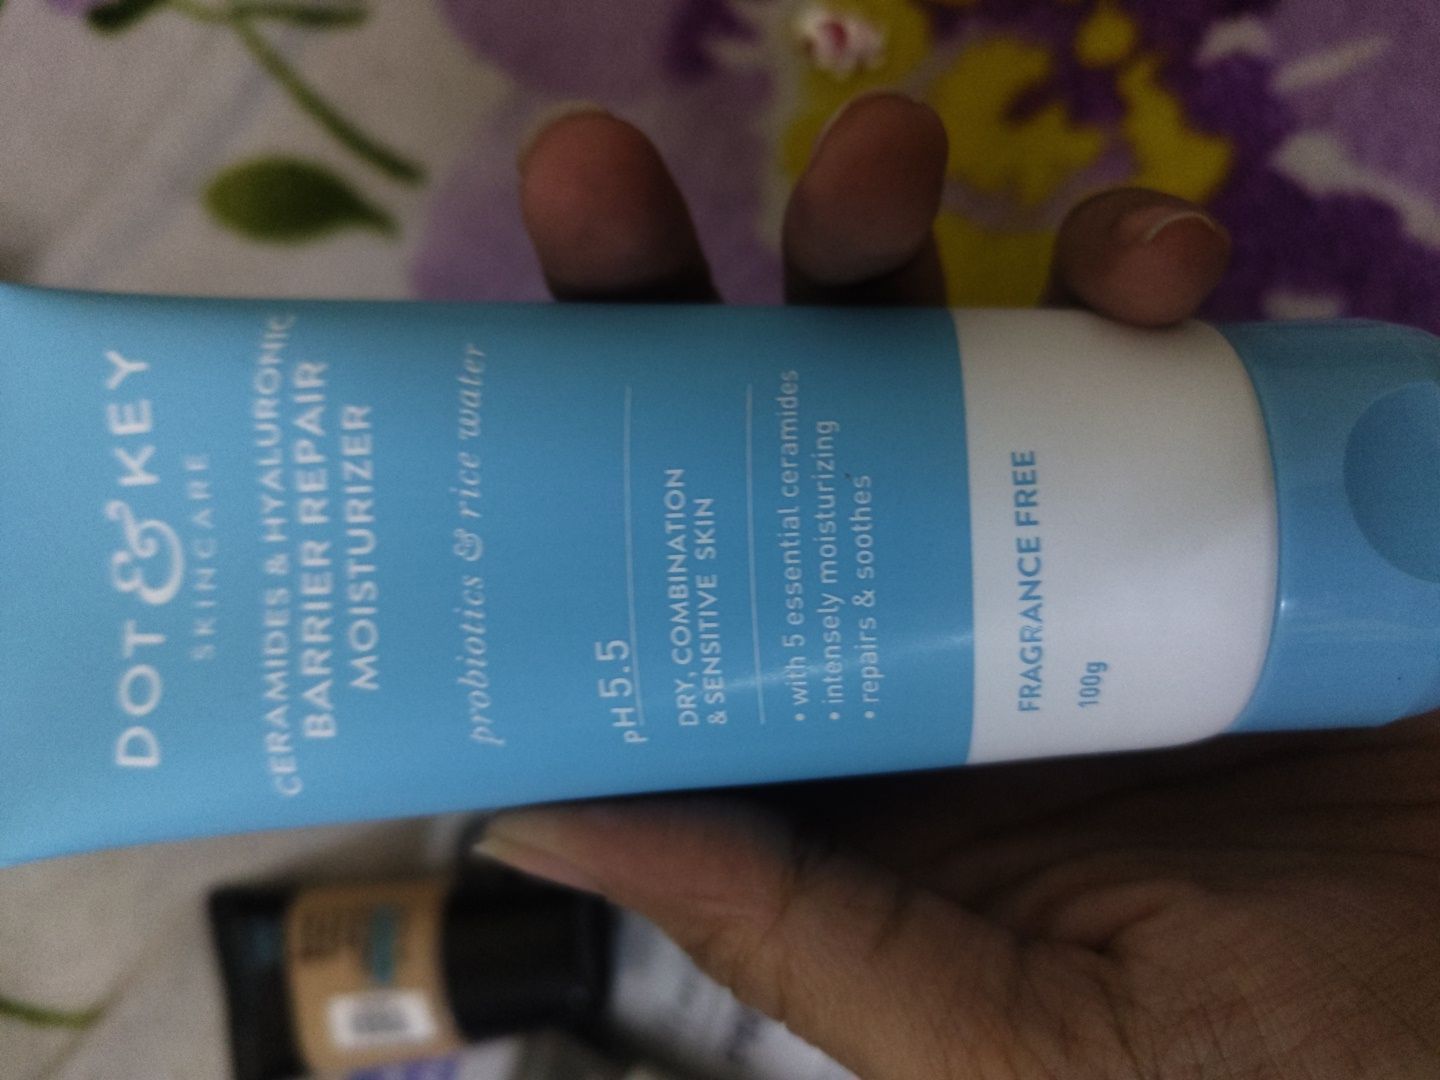 DOT & KEY
SKINCARE
CERAMIDES & HYALURONIC
BARRIER REPAIR
MOISTURIZER
probiotics & rice water
pH 5.5
DRY, COMBINATION
& SENSITIVE SKIN
• with 5 essential ceramides
• intensely moisturizing
• repairs & soothes
FRAGRANCE FREE
100g